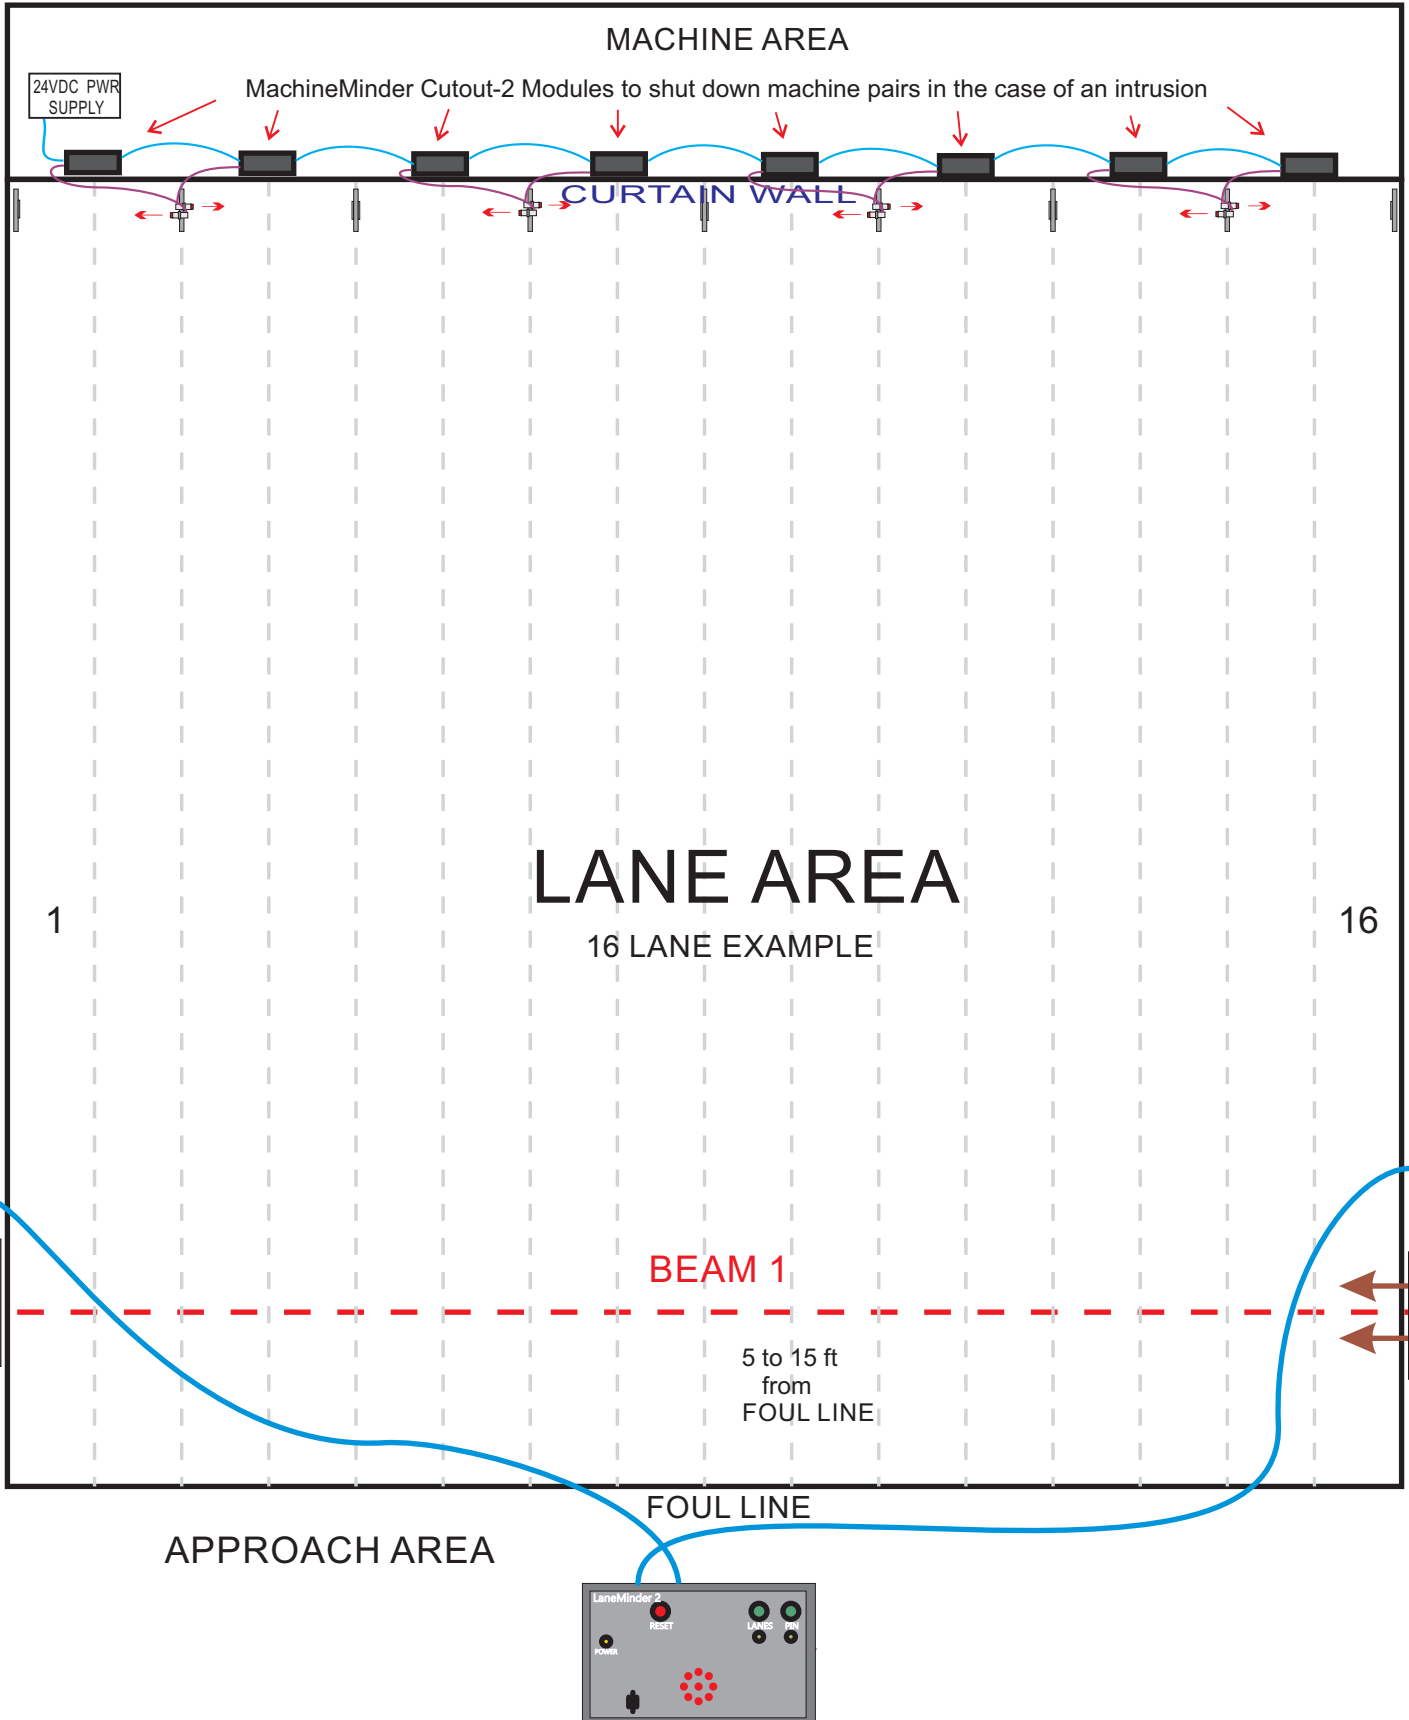 MACHINE AREA
24VDC PWR
SUPPLY
MachineMinder Cutout-2 Modules to shut down machine pairs in the case of an intrusion
CURTAIN WALL
LANE AREA
1
16
16 LANE EXAMPLE
BEAM 1
5 to 15 ft
from
FOUL LINE
FOUL LINE
APPROACH AREA
LaneMinder 2
RESET
LANES
PIN
POWER